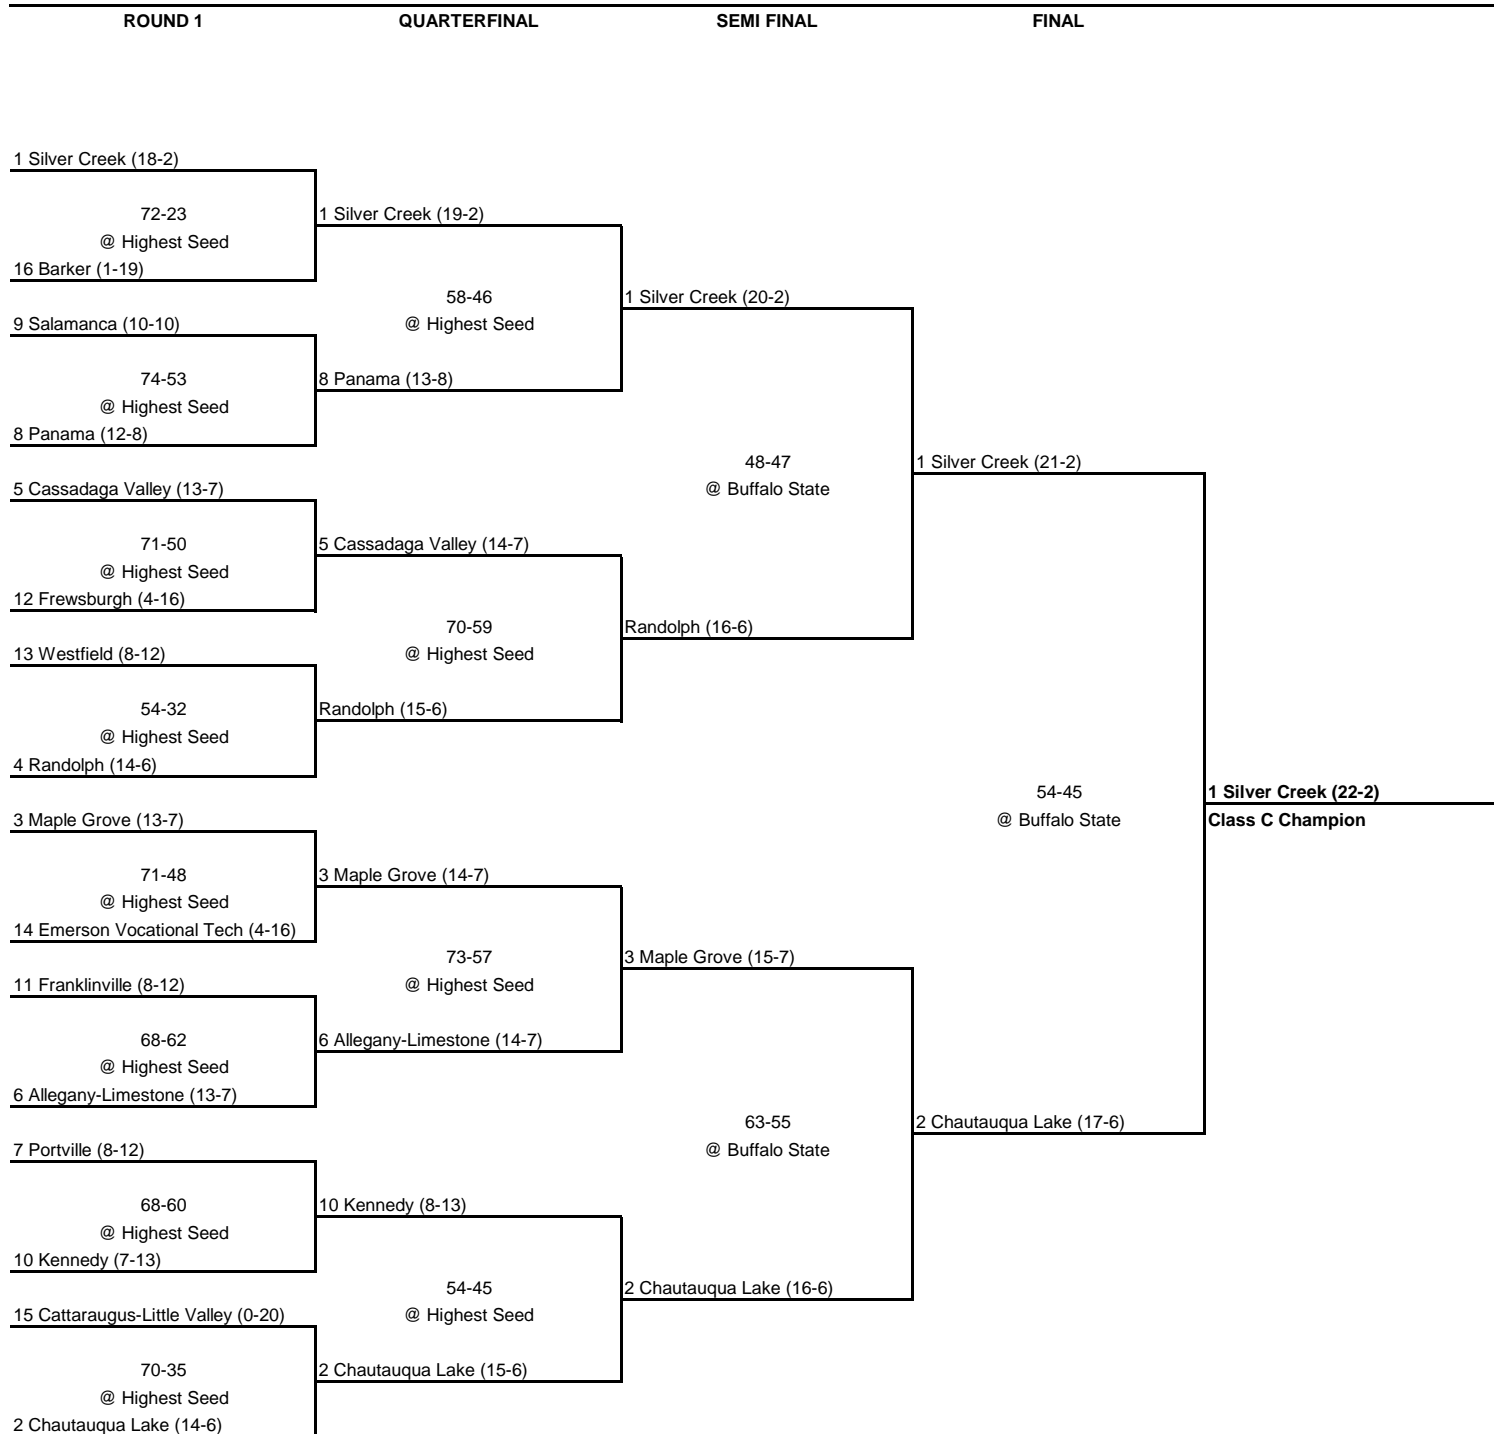 ROUND 1 QUARTERFINAL SEMI FINAL FINAL
1 Silver Creek (18-2)
72-23 1 Silver Creek (19-2)
@ Highest Seed
16 Barker (1-19)
58-46 1 Silver Creek (20-2)
9 Salamanca (10-10) @ Highest Seed
74-53 8 Panama (13-8)
@ Highest Seed
8 Panama (12-8)
48-47 1 Silver Creek (21-2)
5 Cassadaga Valley (13-7) @ Buffalo State
71-50 5 Cassadaga Valley (14-7)
@ Highest Seed
12 Frewsburgh (4-16)
70-59 Randolph (16-6)
13 Westfield (8-12) @ Highest Seed
54-32 Randolph (15-6)
@ Highest Seed
4 Randolph (14-6)
54-45 1 Silver Creek (22-2)
3 Maple Grove (13-7) @ Buffalo State Class C Champion
71-48 3 Maple Grove (14-7)
@ Highest Seed
14 Emerson Vocational Tech (4-16)
73-57 3 Maple Grove (15-7)
11 Franklinville (8-12) @ Highest Seed
68-62 6 Allegany-Limestone (14-7)
@ Highest Seed
6 Allegany-Limestone (13-7)
63-55 2 Chautauqua Lake (17-6)
7 Portville (8-12) @ Buffalo State
68-60 10 Kennedy (8-13)
@ Highest Seed
10 Kennedy (7-13)
54-45 2 Chautauqua Lake (16-6)
15 Cattaraugus-Little Valley (0-20) @ Highest Seed
70-35 2 Chautauqua Lake (15-6)
@ Highest Seed
2 Chautauqua Lake (14-6)